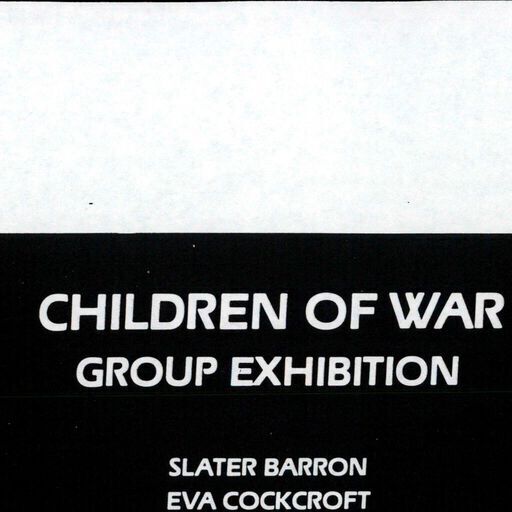 CHILDREN OF WAR
GROUP EXHIBITION
SLATER BARRON
EVA COCKCROFT